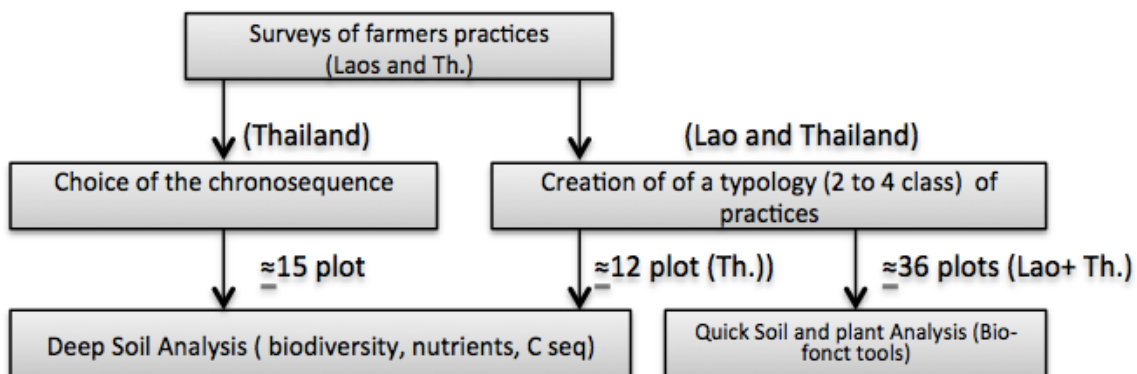 Surveys of farmers practices
(Laos and Th.)
(Thailand)
(Lao and Thailand)
Choice of the chronosequence
Creation of of a typology (2 to 4 class) of
practices
≈15 plot
≈12 plot (Th.))
≈36 plots (Lao+ Th.)
Deep Soil Analysis ( biodiversity, nutrients, C seq)
Quick Soil and plant Analysis (Bio-
fonct tools)